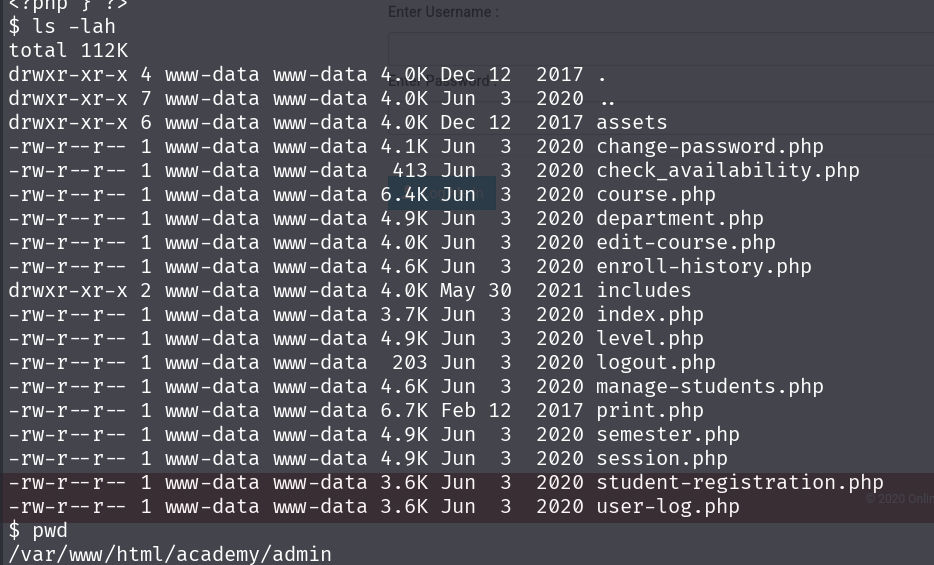 <?php } ?>
Enter Username :
$ ls -lah
total 112K
drwxr-xr-x 4 www-data www-data 4.0K Dec 12  2017 .
Enter Password :
drwxr-xr-x 7 www-data www-data 4.0K Jun  3  2020 ..
drwxr-xr-x 6 www-data www-data 4.0K Dec 12  2017 assets
-rw-r--r-- 1 www-data www-data 4.1K Jun  3  2020 change-password.php
-rw-r--r-- 1 www-data www-data  413 Jun  3  2020 check_availability.php
-rw-r--r-- 1 www-data www-data 6.4K Jun  3  2020 course.php
-rw-r--r-- 1 www-data www-data 4.9K Jun  3  2020 department.php
-rw-r--r-- 1 www-data www-data 4.0K Jun  3  2020 edit-course.php
-rw-r--r-- 1 www-data www-data 4.6K Jun  3  2020 enroll-history.php
drwxr-xr-x 2 www-data www-data 4.0K May 30  2021 includes
-rw-r--r-- 1 www-data www-data 3.7K Jun  3  2020 index.php
-rw-r--r-- 1 www-data www-data 4.9K Jun  3  2020 level.php
-rw-r--r-- 1 www-data www-data  203 Jun  3  2020 logout.php
-rw-r--r-- 1 www-data www-data 4.6K Jun  3  2020 manage-students.php
-rw-r--r-- 1 www-data www-data 6.7K Feb 12  2017 print.php
-rw-r--r-- 1 www-data www-data 4.9K Jun  3  2020 semester.php
-rw-r--r-- 1 www-data www-data 4.9K Jun  3  2020 session.php
-rw-r--r-- 1 www-data www-data 3.6K Jun  3  2020 student-registration.php
© 2020 Onlin
-rw-r--r-- 1 www-data www-data 3.6K Jun  3  2020 user-log.php
$ pwd
/var/www/html/academy/admin